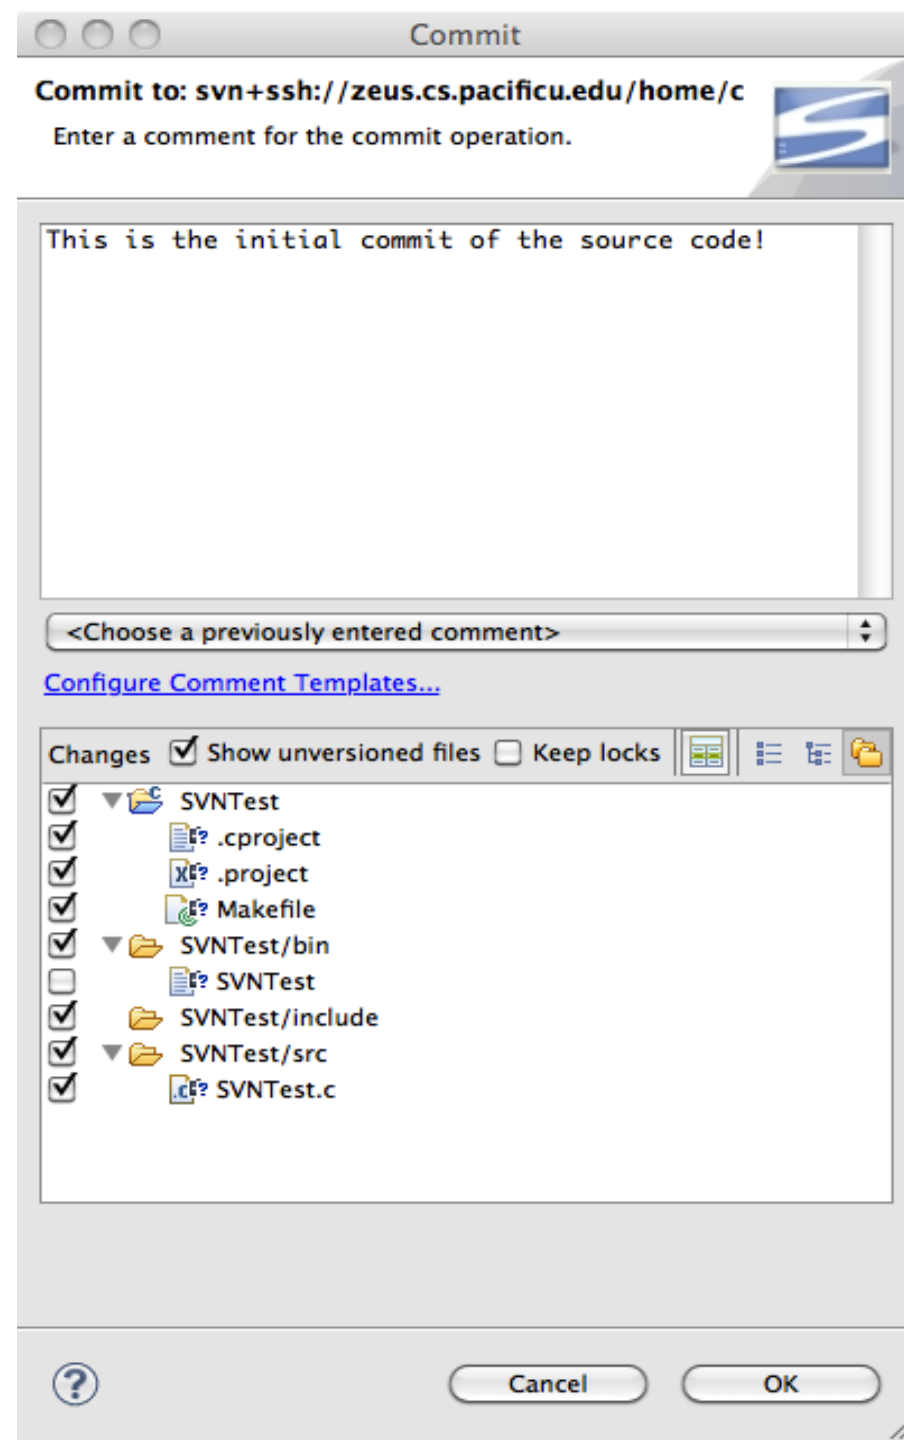 Commit
Commit to: svn+ssh://zeus.cs.pacificu.edu/home/c
Enter a comment for the commit operation.
This is the initial commit of the source code!
<Choose a previously entered comment>
Configure Comment Templates...
Changes Show unversioned files Keep locks
SVNTest
.cproject
.project
Makefile
SVNTest/bin
SVNTest
SVNTest/include
SVNTest/src
SVNTest.c
Cancel OK